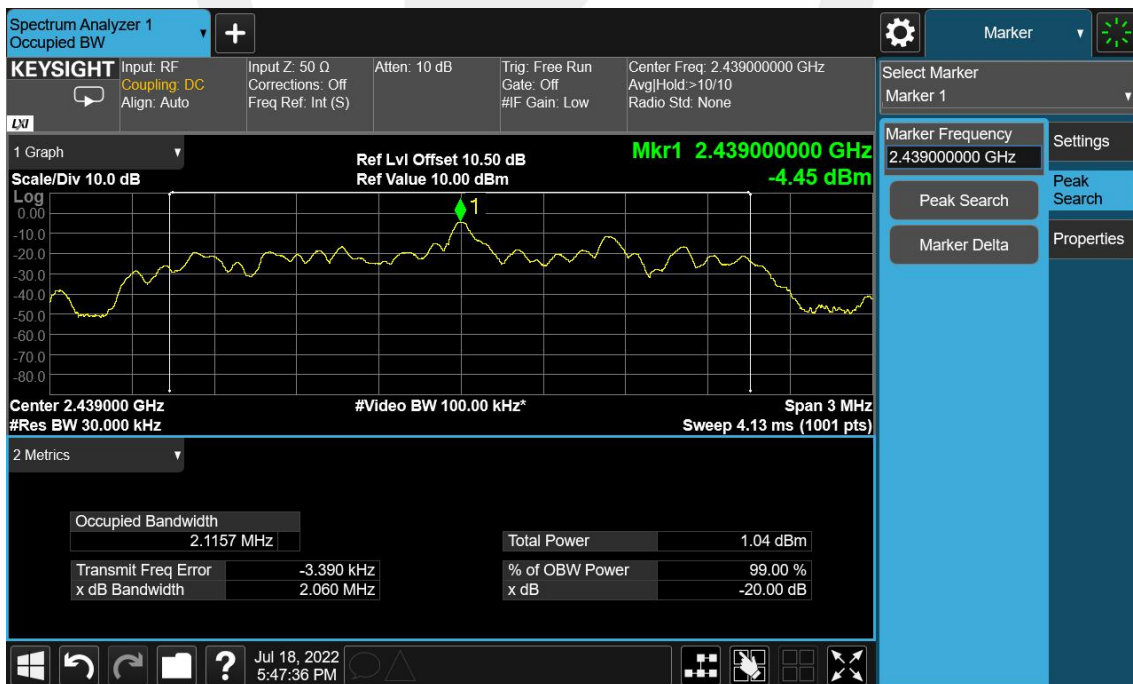 Spectrum Analyzer 1
Occupied BW
Marker
KEYSIGHT
LXI
Input: RF
Coupling: DC
Align: Auto
Input Z: 50 Ω
Corrections: Off
Freq Ref: Int (S)
Atten: 10 dB
Trig: Free Run
Gate: Off
#IF Gain: Low
Center Freq: 2.439000000 GHz
Avg|Hold:>10/10
Radio Std: None
Select Marker
Marker 1
1 Graph
Scale/Div 10.0 dB
Ref Lvl Offset 10.50 dB
Ref Value 10.00 dBm
Mkr1 2.439000000 GHz
-4.45 dBm
Log
0.00
-10.0
-20.0
-30.0
-40.0
-50.0
-60.0
-70.0
-80.0
1
Center 2.439000 GHz
#Res BW 30.000 kHz
#Video BW 100.00 kHz*
Span 3 MHz
Sweep 4.13 ms (1001 pts)
Marker Frequency
2.439000000 GHz
Peak Search
Marker Delta
Settings
Peak
Search
Properties
2 Metrics
Occupied Bandwidth
2.1157 MHz
Transmit Freq Error -3.390 kHz
x dB Bandwidth 2.060 MHz
Total Power 1.04 dBm
% of OBW Power 99.00 %
x dB -20.00 dB
?
Jul 18, 2022
5:47:36 PM